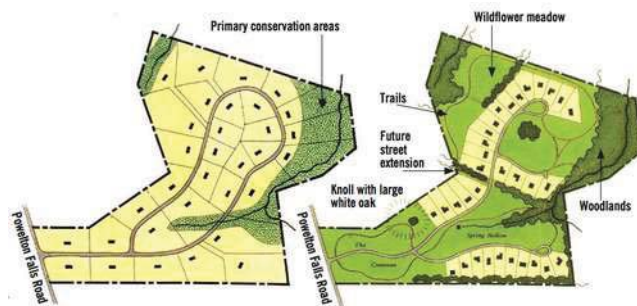 Primary conservation areas
Powelton Falls Road
Wildflower meadow
Trails
Future
street
extension
Knoll with large
white oak
Woodlands
Spring Hollow
The
Common
Powelton Falls Road